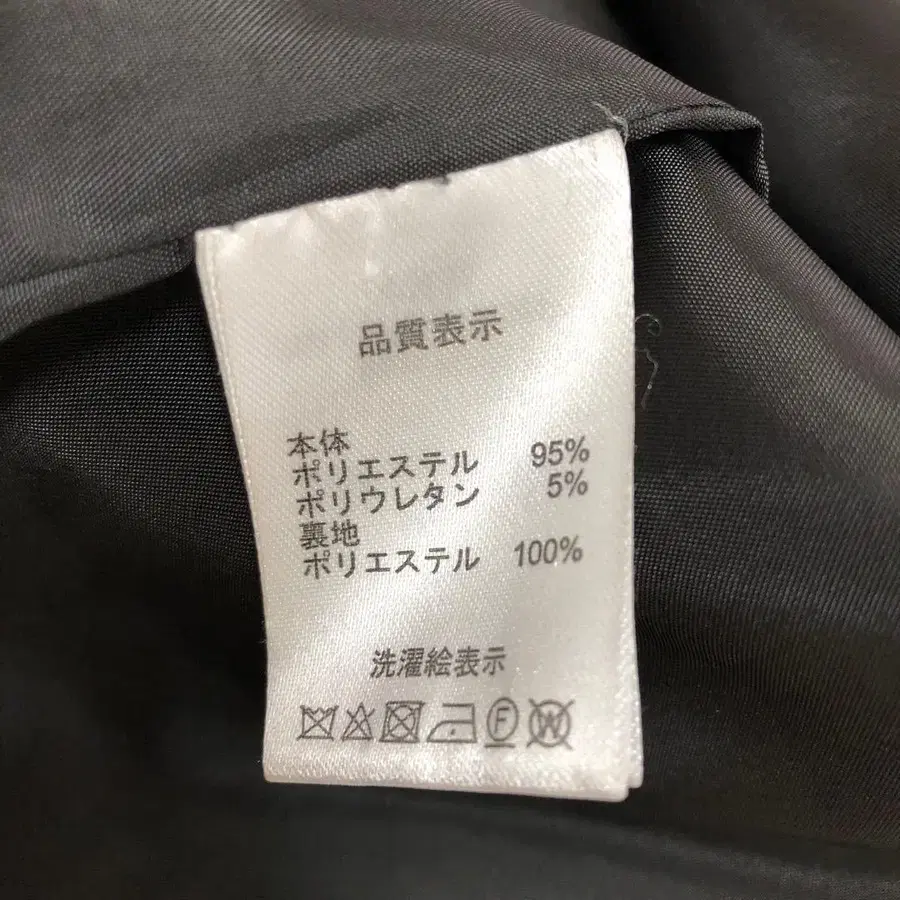 品質表示
本体
ポリエステル 95%
ポリウレタン 5%
裏地
ポリエステル 100%
洗濯絵表示
F W